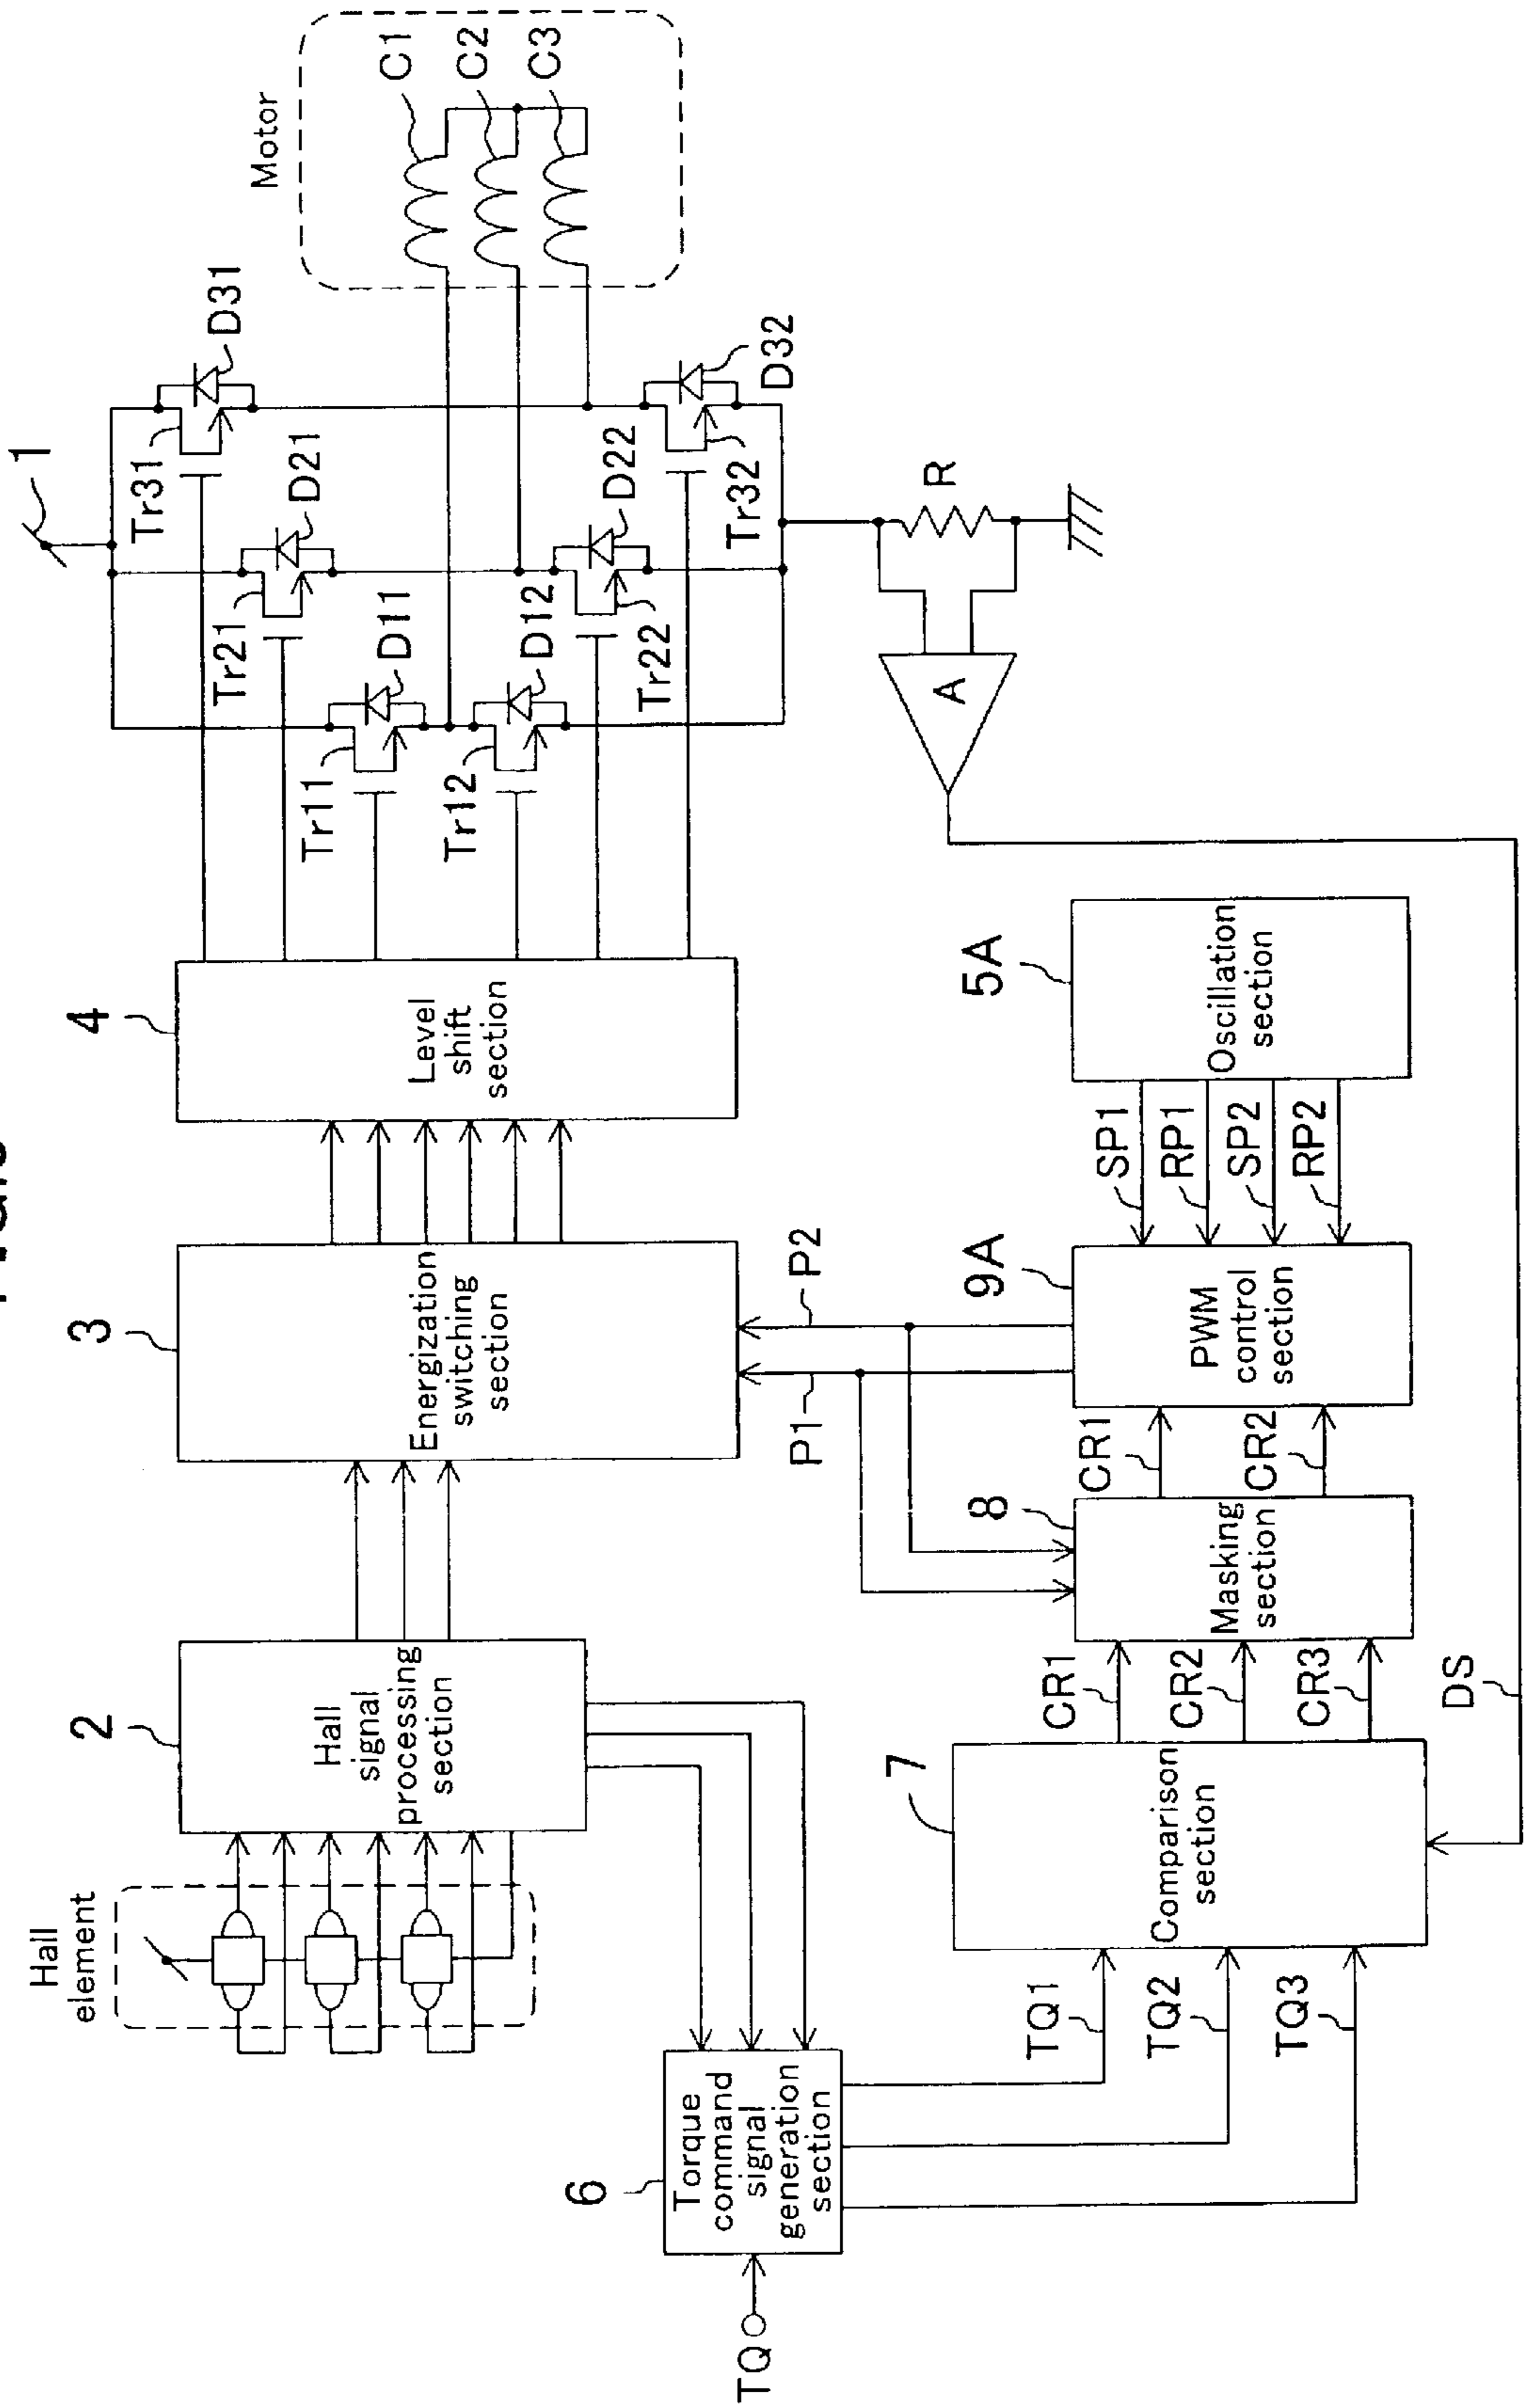 1
Motor
C1
C2
C3
Tr31
D31
Tr21
D21
Tr11
D11
Tr12
D12
Tr22
D22
Tr32
D32
R
A
Hall
element
2
Hall
signal
processing
section
3
Energization
switching
section
4
Level
shift
section
P1
P2
TQ
6
Torque
command
signal
generation
section
TQ1
TQ2
TQ3
7
Comparison
section
CR1
CR2
CR3
8
Masking
section
CR1
CR2
9A
PWM
control
section
SP1
RP1
SP2
RP2
5A
Oscillation
section
DS